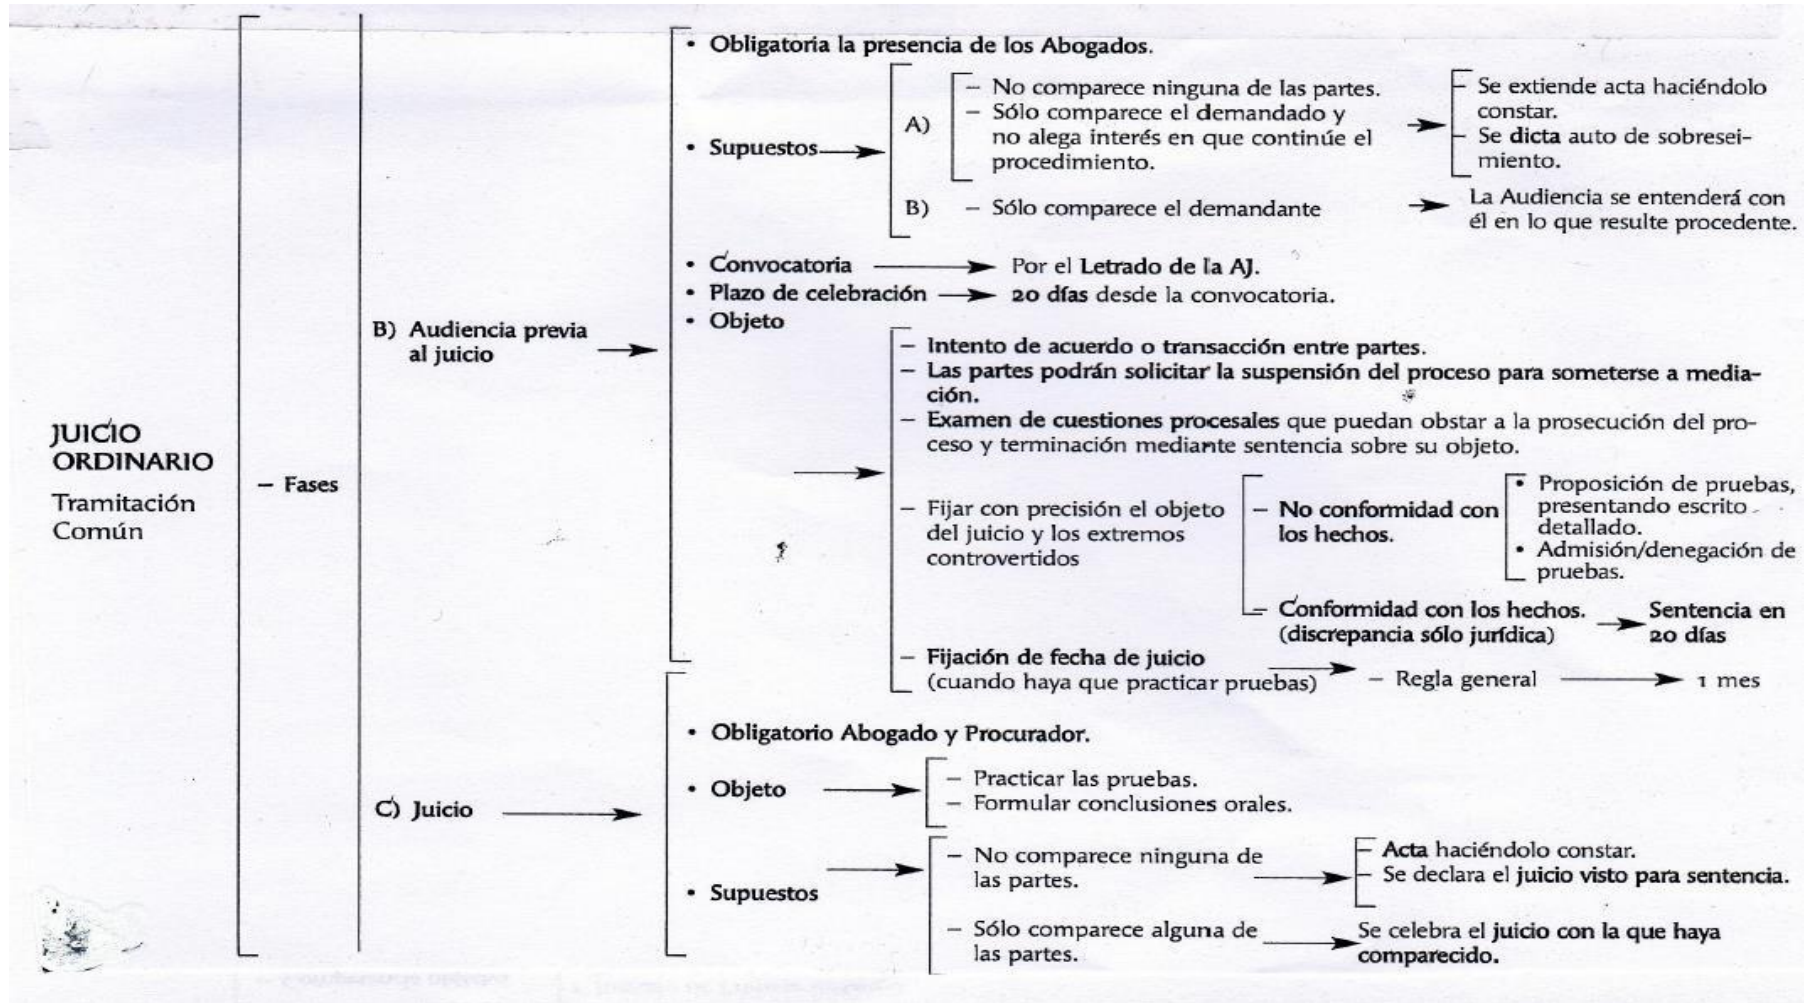 JUICIO
ORDINARIO
Tramitación
Común
– Fases
B) Audiencia previa
al juicio
• Obligatoria la presencia de los Abogados.
• Supuestos
A)
– No comparece ninguna de las partes.
– Sólo comparece el demandado y
no alega interés en que continúe el
procedimiento.
– Se extiende acta haciéndolo
constar.
– Se dicta auto de sobresei-
miento.
B)
– Sólo comparece el demandante
La Audiencia se entenderá con
él en lo que resulte procedente.
• Convocatoria
Por el Letrado de la AJ.
• Plazo de celebración
20 días desde la convocatoria.
• Objeto
– Intento de acuerdo o transacción entre partes.
– Las partes podrán solicitar la suspensión del proceso para someterse a media-
ción.
– Examen de cuestiones procesales que puedan obstar a la prosecución del pro-
ceso y terminación mediante sentencia sobre su objeto.
– Fijar con precisión el objeto
del juicio y los extremos
controvertidos
– No conformidad con
los hechos.
• Proposición de pruebas,
presentando escrito
detallado.
• Admisión/denegación de
pruebas.
– Conformidad con los hechos.
(discrepancia sólo jurídica)
Sentencia en
20 días
– Fijación de fecha de juicio
(cuando haya que practicar pruebas)
– Regla general
1 mes
C) Juicio
• Obligatorio Abogado y Procurador.
• Objeto
– Practicar las pruebas.
– Formular conclusiones orales.
• Supuestos
– No comparece ninguna de
las partes.
– Acta haciéndolo constar.
– Se declara el juicio visto para sentencia.
– Sólo comparece alguna de
las partes.
Se celebra el juicio con la que haya
comparecido.